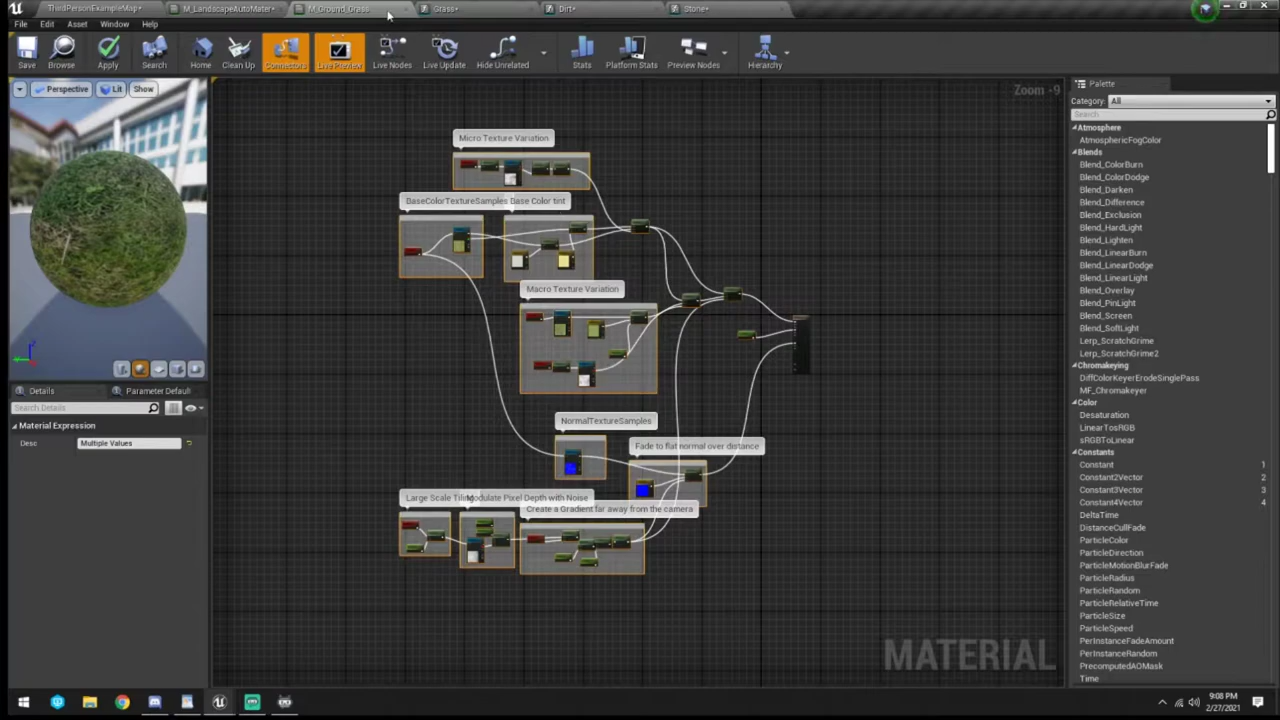 ThirdPersonExampleMap*
M_LandscapeAutoMater*
M_Ground_Grass
Grass*
Dirt*
Stone*
File
Edit
Asset
Window
Help
Save
Browse
Apply
Search
Home
Clean Up
Connectors
Live Preview
Live Nodes
Live Update
Hide Unrelated
Stats
Platform Stats
Preview Nodes
Hierarchy
Perspective
Lit
Show
Zoom -9
Palette
Category: All
Search
Atmosphere
AtmosphericFogColor
Blends
Blend_ColorBurn
Blend_ColorDodge
Blend_Darken
Blend_Difference
Blend_Exclusion
Blend_HardLight
Blend_Lighten
Blend_LinearBurn
Blend_LinearDodge
Blend_LinearLight
Blend_Overlay
Blend_PinLight
Blend_Screen
Blend_SoftLight
Lerp_ScratchGrime
Lerp_ScratchGrime2
Chromakeying
DiffColorKeyerErodeSinglePass
MF_Chromakeyer
Color
Desaturation
LinearTosRGB
sRGBToLinear
Constants
Constant 1
Constant2Vector 2
Constant3Vector 3
Constant4Vector 4
DeltaTime
DistanceCullFade
ParticleColor
ParticleDirection
ParticleMotionBlurFade
ParticleRadius
ParticleRandom
ParticleRelativeTime
ParticleSize
ParticleSpeed
PerInstanceFadeAmount
PerInstanceRandom
PrecomputedAOMask
Time
Micro Texture Variation
BaseColorTextureSamples
Base Color tint
Macro Texture Variation
NormalTextureSamples
Fade to flat normal over distance
Large Scale Tiling
Modulate Pixel Depth with Noise
Create a Gradient far away from the camera
MATERIAL
Details
Parameter Default
Search Details
Material Expression
Desc
Multiple Values
9:08 PM
2/27/2021